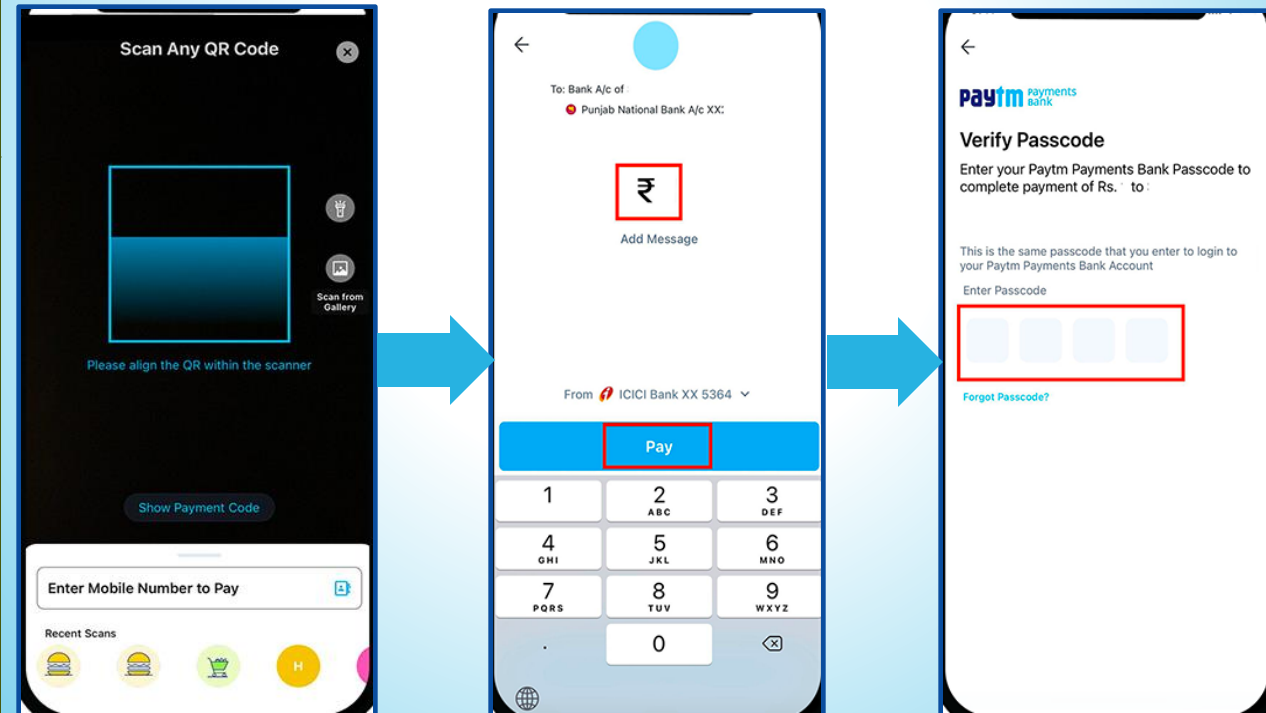 Scan Any QR Code
Scan from
Gallery
Please align the QR within the scanner
Show Payment Code
Enter Mobile Number to Pay
Recent Scans
H
To: Bank A/c of
Punjab National Bank A/c XX:
₹
Add Message
From ICICI Bank XX 5364
Pay
1 2 3
ABC DEF
4 5 6
GHI JKL MNO
7 8 9
PQRS TUV WXYZ
. 0
Paytm Payments
Bank
Verify Passcode
Enter your Paytm Payments Bank Passcode to
complete payment of Rs. to
This is the same passcode that you enter to login to
your Paytm Payments Bank Account
Enter Passcode
Forgot Passcode?